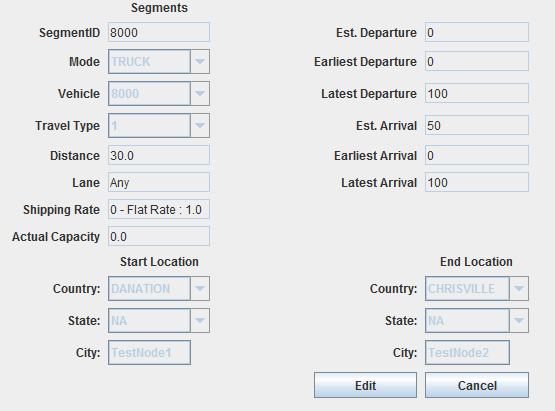 Segments
SegmentID 8000 Est. Departure 0
Mode TRUCK Earliest Departure 0
Vehicle 8000 Latest Departure 100
Travel Type 1 Est. Arrival 50
Distance 30.0 Earliest Arrival 0
Lane Any Latest Arrival 100
Shipping Rate 0 - Flat Rate : 1.0
Actual Capacity 0.0
Start Location End Location
Country: DANATION Country: CHRISVILLE
State: NA State: NA
City: TestNode1 City: TestNode2
Edit Cancel